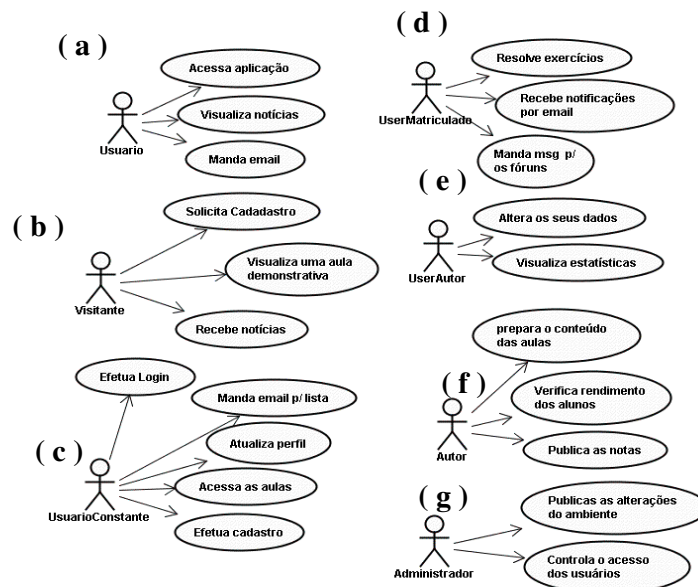 ( a )
Acessa aplicação
Visualiza notícias
Manda email
Usuario
( b )
Solicita Cadadastro
Visualiza uma aula
demonstrativa
Recebe notícias
Visitante
( c )
Efetua Login
Manda email p/ lista
Atualiza perfil
Acessa as aulas
Efetua cadastro
UsuarioConstante
( d )
Resolve exercícios
Recebe notificações
por email
Manda msg p/
os fóruns
UserMatriculado
( e )
Altera os seus dados
Visualiza estatísticas
UserAutor
( f )
prepara o conteúdo
das aulas
Verifica rendimento
dos alunos
Publica as notas
Autor
( g )
Publicas as alterações
do ambiente
Controla o acesso
dos usuários
Administrador